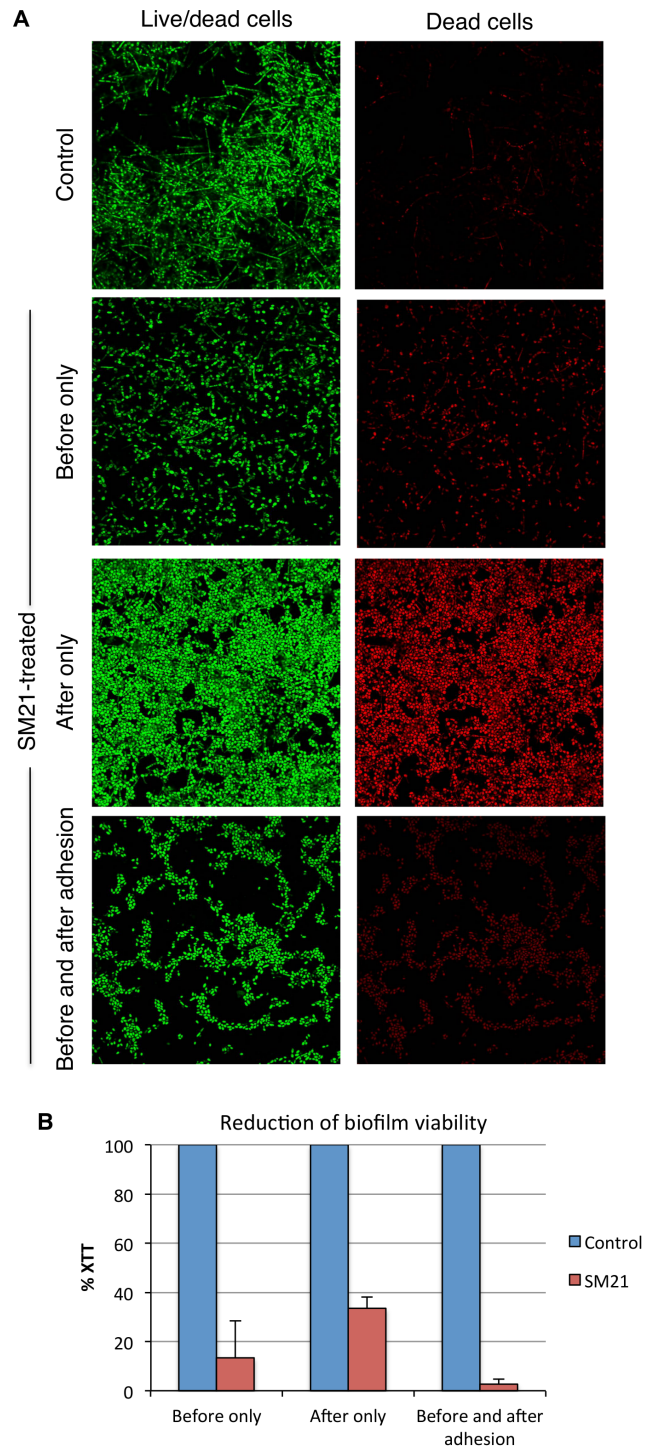 A
Live/dead cells
Dead cells
Control
SM21-treated
Before only
After only
Before and after adhesion
B
Reduction of biofilm viability
% XTT
100
80
60
40
20
0
Before only
After only
Before and after
adhesion
Control
SM21